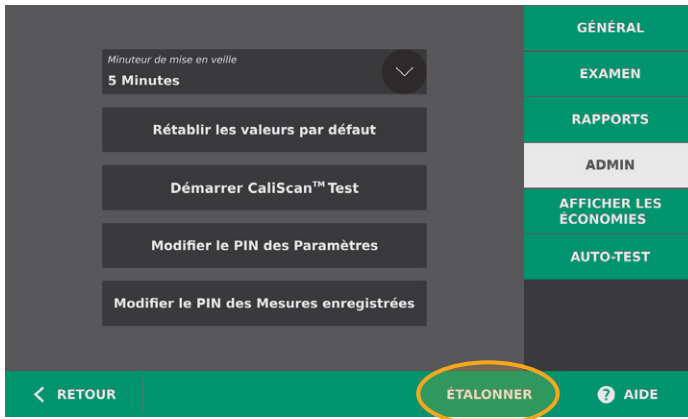 Minuteur de mise en veille
5 Minutes
Rétablir les valeurs par défaut
Démarrer CaliScan™ Test
Modifier le PIN des Paramètres
Modifier le PIN des Mesures enregistrées
GÉNÉRAL
EXAMEN
RAPPORTS
ADMIN
AFFICHER LES
ÉCONOMIES
AUTO-TEST
RETOUR
ÉTALONNER
? AIDE